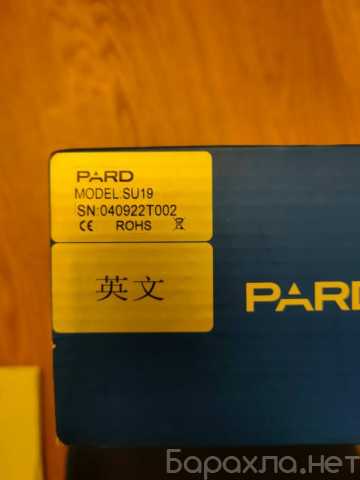 PARD
MODEL:SU19
SN:040922T002
CE ROHS
英文
PARD
Барахла.нет